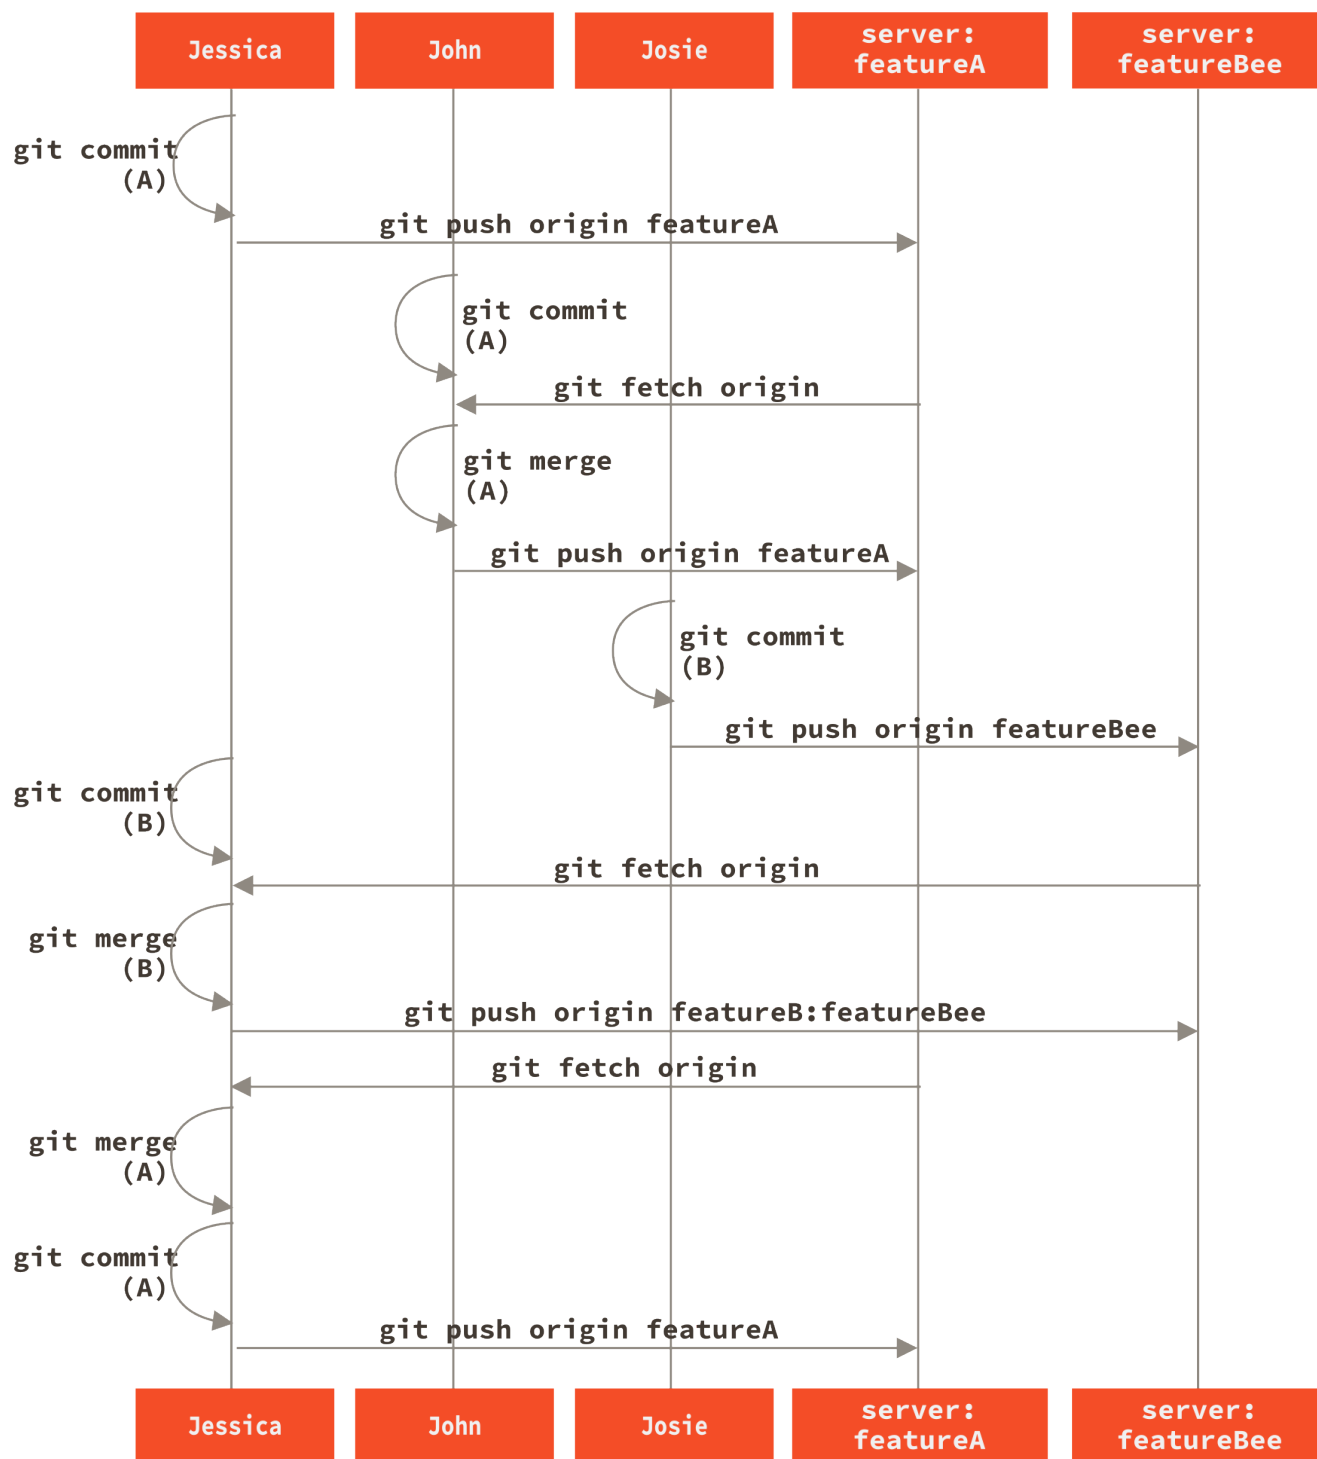 Jessica
John
Josie
server:
featureA
server:
featureBee
git commit
(A)
git push origin featureA
git commit
(A)
git fetch origin
git merge
(A)
git push origin featureA
git commit
(B)
git push origin featureBee
git commit
(B)
git fetch origin
git merge
(B)
git push origin featureB:featureBee
git fetch origin
git merge
(A)
git commit
(A)
git push origin featureA
Jessica
John
Josie
server:
featureA
server:
featureBee